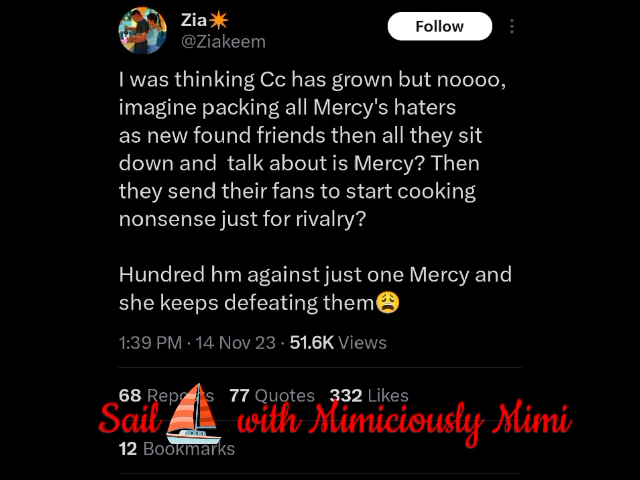 Zia
@Ziakeem
Follow
I was thinking Cc has grown but noooo,
imagine packing all Mercy's haters
as new found friends then all they sit
down and talk about is Mercy? Then
they send their fans to start cooking
nonsense just for rivalry?
Hundred hm against just one Mercy and
she keeps defeating them😩
1:39 PM · 14 Nov 23 · 51.6K Views
68 Reposts 77 Quotes 332 Likes
Sail with Mimiciously Mimi
12 Bookmarks